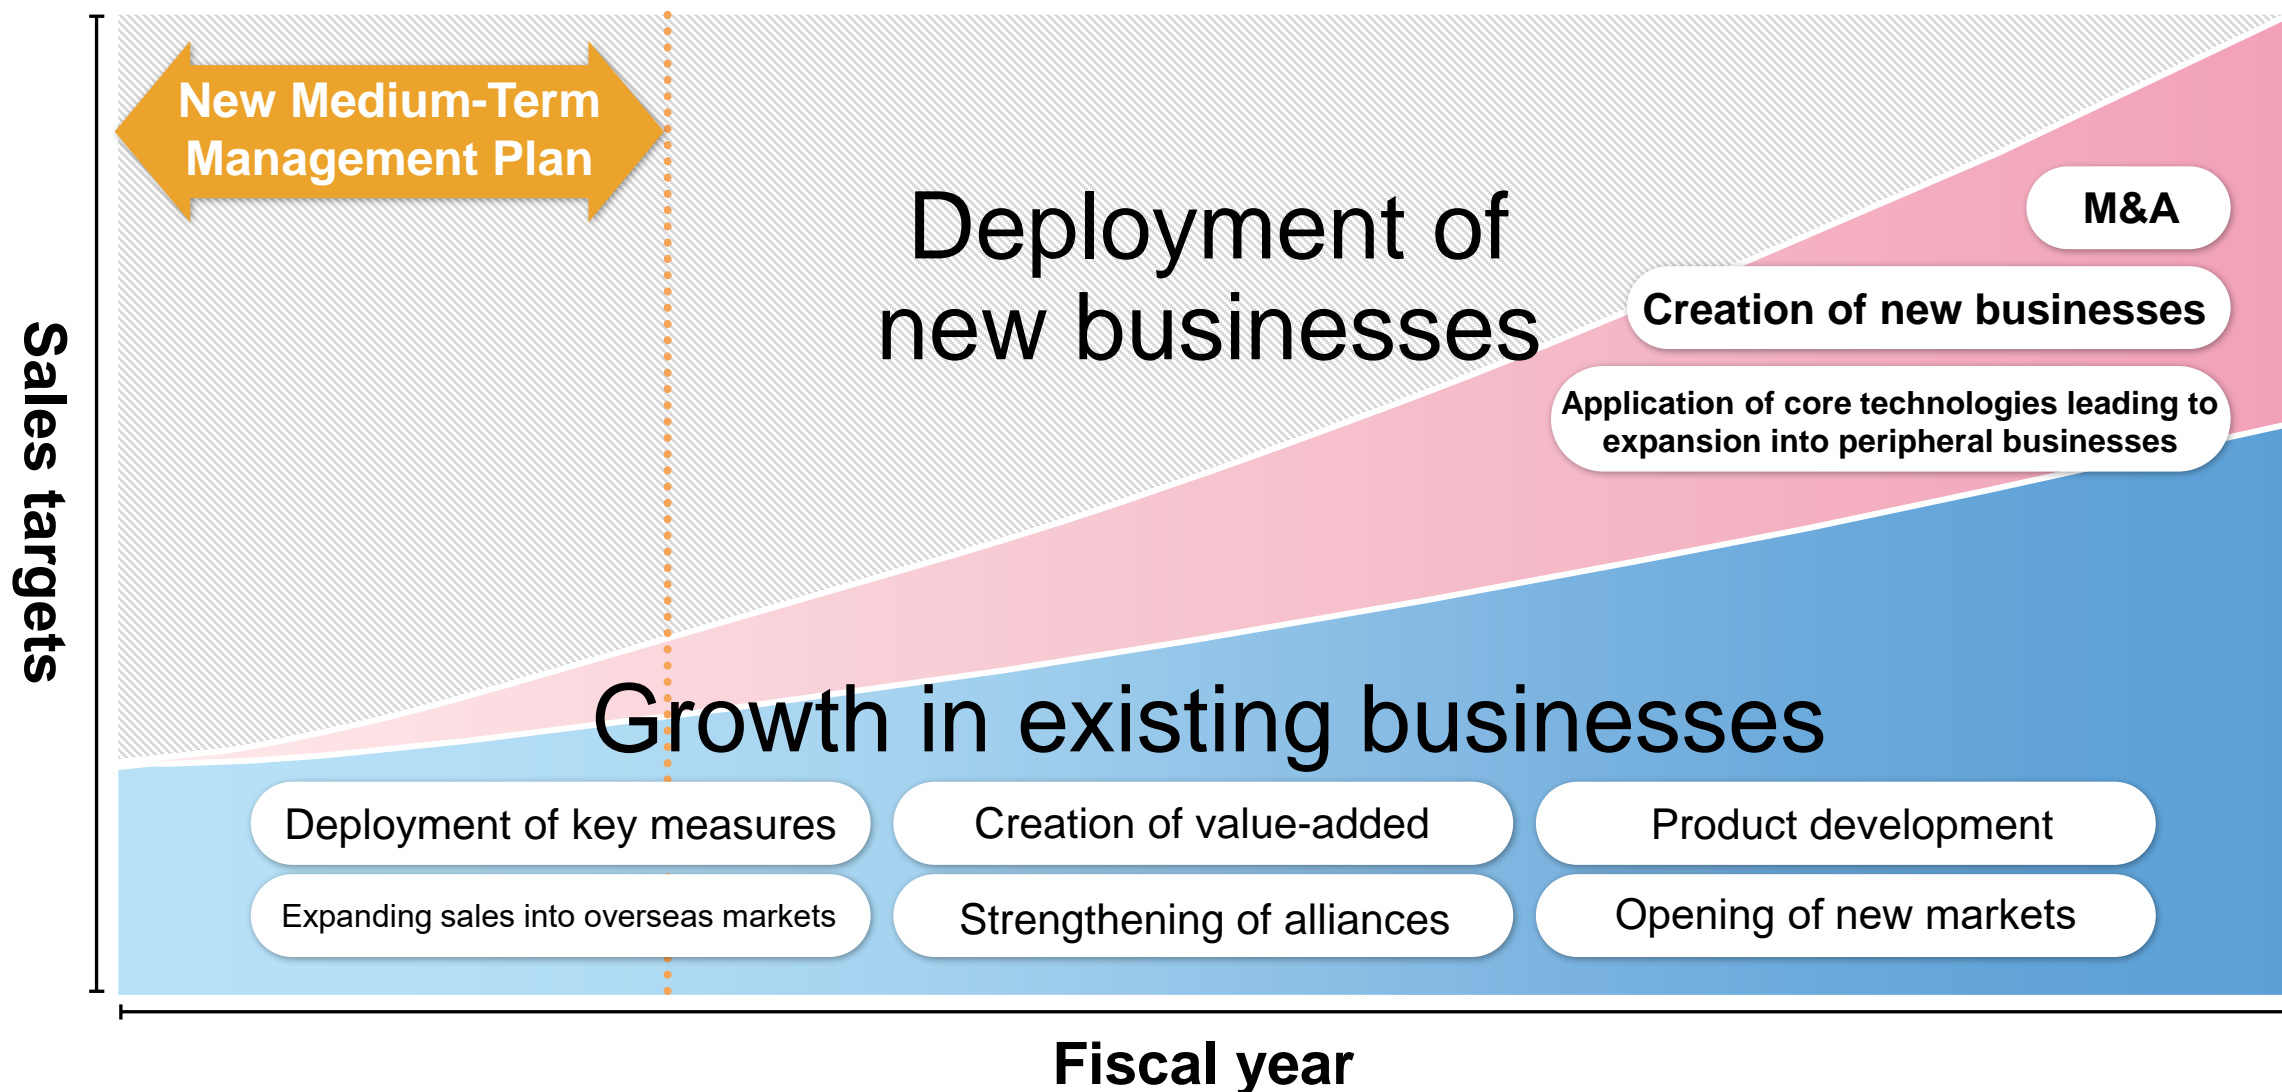 New Medium-Term
Management Plan
Deployment of
new businesses
M&A
Creation of new businesses
Application of core technologies leading to
expansion into peripheral businesses
Sales targets
Growth in existing businesses
Deployment of key measures
Creation of value-added
Product development
Expanding sales into overseas markets
Strengthening of alliances
Opening of new markets
Fiscal year